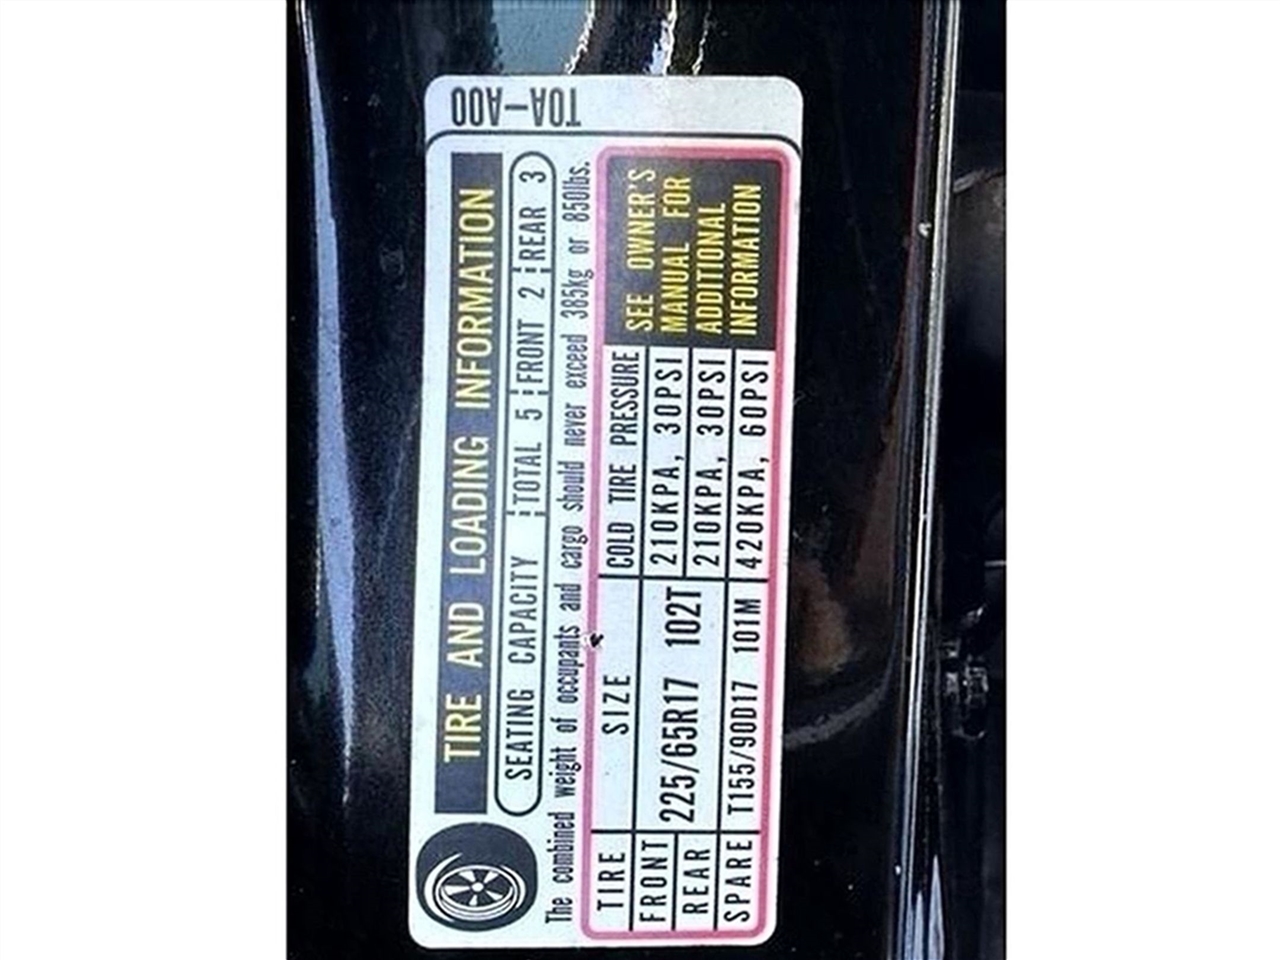 TIRE AND LOADING INFORMATION
SEATING CAPACITY TOTAL 5 FRONT 2 REAR 3
The combined weight of occupants and cargo should never exceed 385kg or 850lbs.
TIRE SIZE COLD TIRE PRESSURE
FRONT 225/65R17 102T 210KPA, 30PSI
REAR 210KPA, 30PSI
SPARE T155/90D17 101M 420KPA, 60PSI
SEE OWNER'S
MANUAL FOR
ADDITIONAL
INFORMATION
T0A-A00